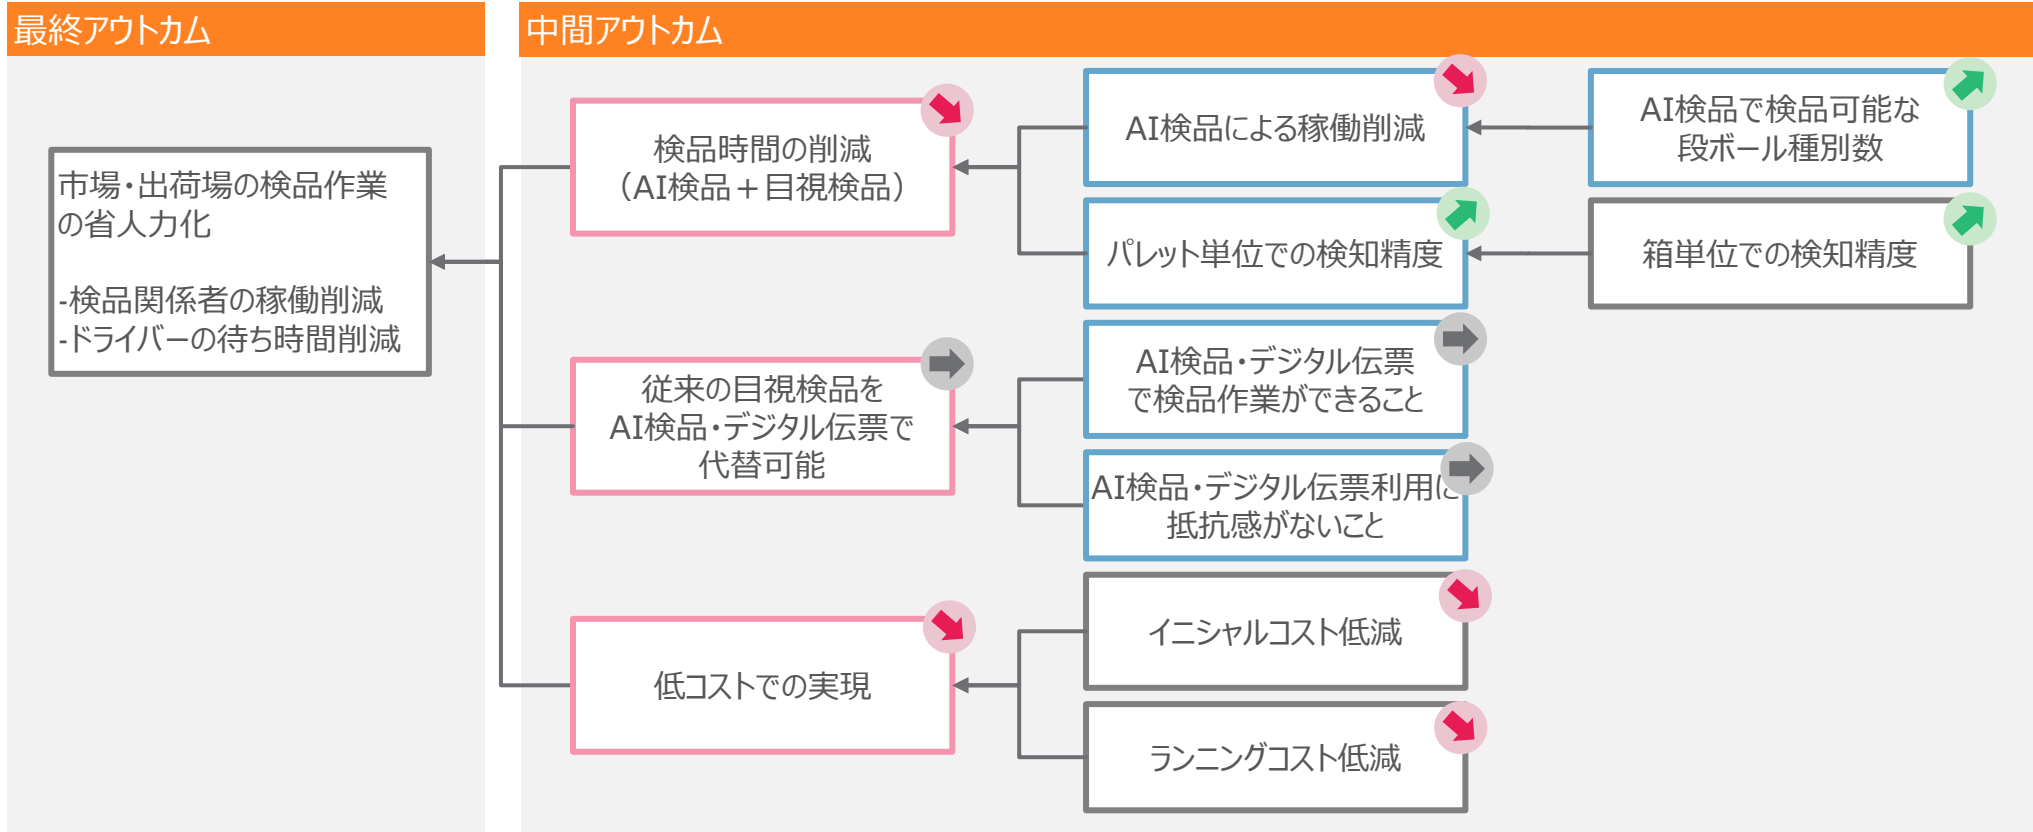 最終アウトカム
中間アウトカム
市場・出荷場の検品作業
の省人力化
-検品関係者の稼働削減
-ドライバーの待ち時間削減
検品時間の削減
（AI検品＋目視検品）
AI検品による稼働削減
AI検品で検品可能な
段ボール種別数
パレット単位での検知精度
箱単位での検知精度
従来の目視検品を
AI検品・デジタル伝票で
代替可能
AI検品・デジタル伝票
で検品作業ができること
AI検品・デジタル伝票利用に
抵抗感がないこと
低コストでの実現
イニシャルコスト低減
ランニングコスト低減